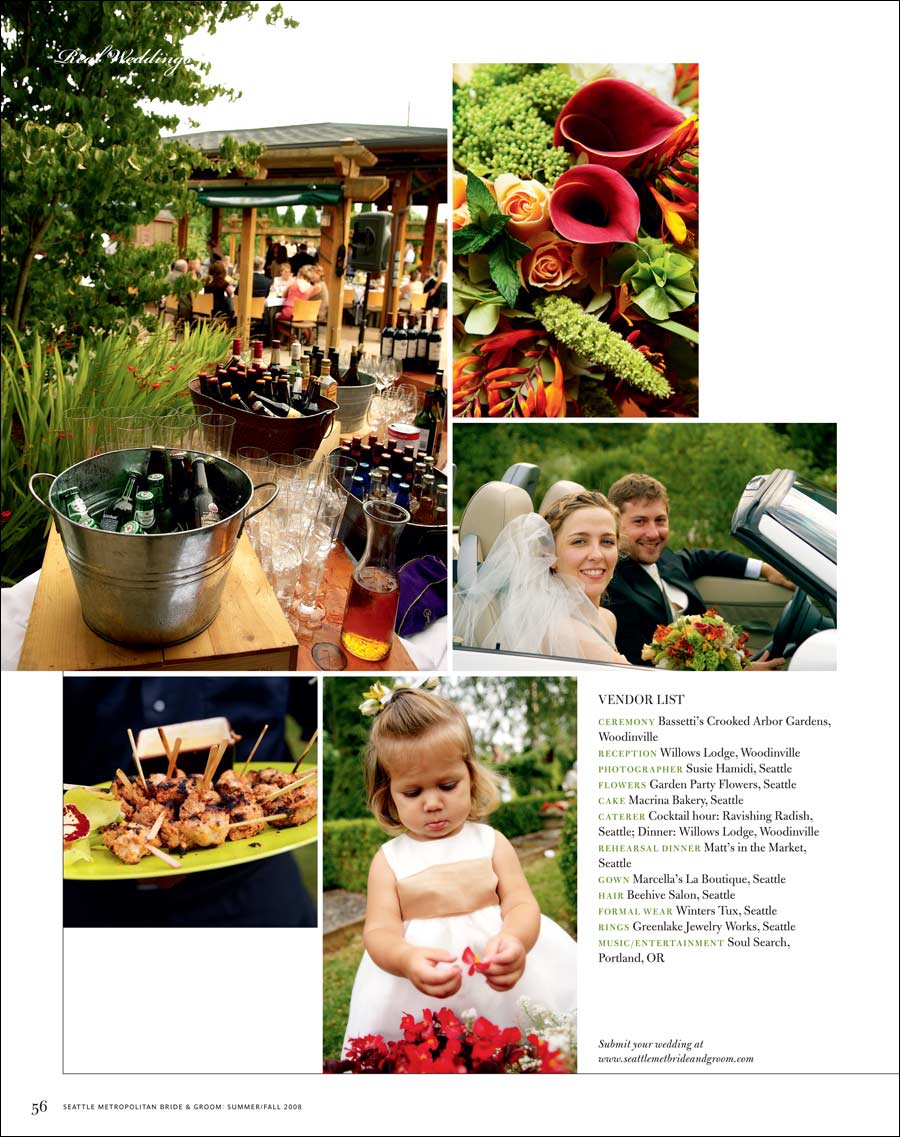 Real Weddings
VENDOR LIST
CEREMONY Bassetti's Crooked Arbor Gardens,
Woodinville
RECEPTION Willows Lodge, Woodinville
PHOTOGRAPHER Susie Hamidi, Seattle
FLOWERS Garden Party Flowers, Seattle
CAKE Macrina Bakery, Seattle
CATERER Cocktail hour: Ravishing Radish,
Seattle; Dinner: Willows Lodge, Woodinville
REHEARSAL DINNER Matt's in the Market,
Seattle
GOWN Marcella's La Boutique, Seattle
HAIR Beehive Salon, Seattle
FORMAL WEAR Winters Tux, Seattle
RINGS Greenlake Jewelry Works, Seattle
MUSIC/ENTERTAINMENT Soul Search,
Portland, OR
Submit your wedding at
www.seattlemetbrideandgroom.com
56 SEATTLE METROPOLITAN BRIDE & GROOM: SUMMER/FALL 2008